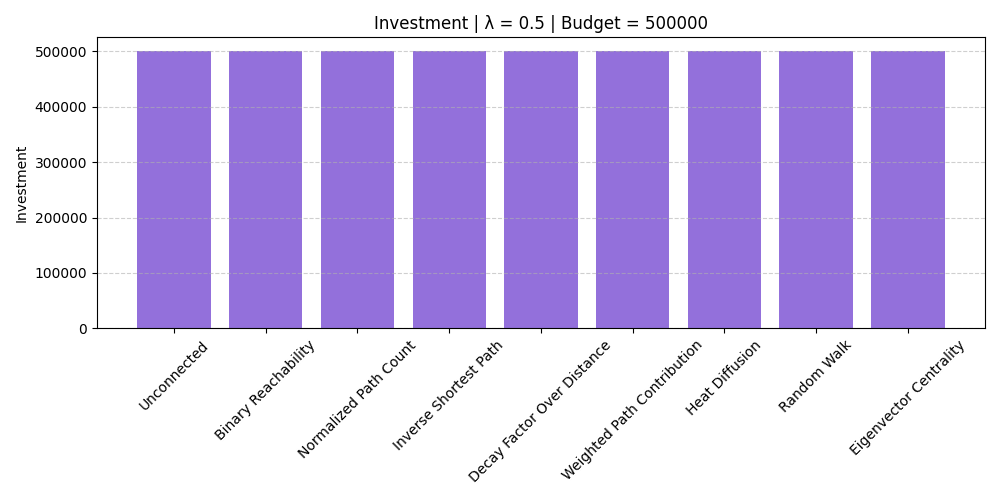 Investment | λ = 0.5 | Budget = 500000
Investment
500000
400000
300000
200000
100000
0
Unconnected
Binary Reachability
Normalized Path Count
Inverse Shortest Path
Decay Factor Over Distance
Weighted Path Contribution
Heat Diffusion
Random Walk
Eigenvector Centrality